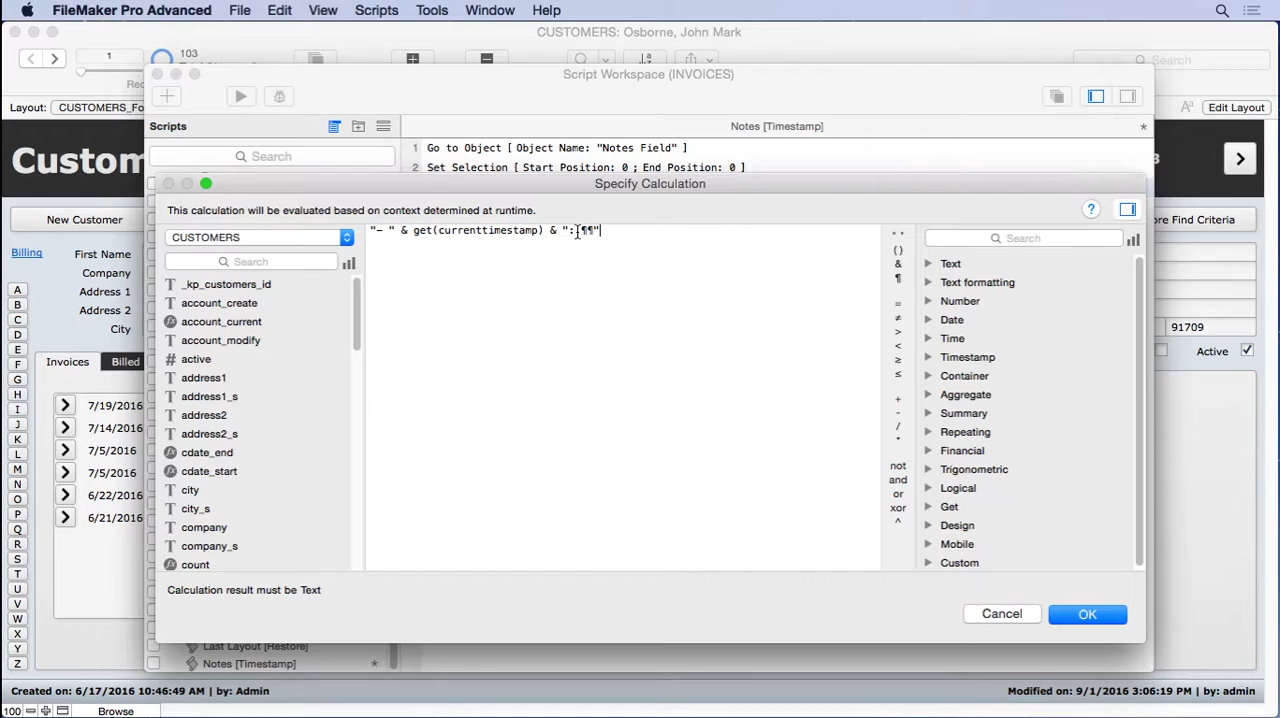 FileMaker Pro Advanced File Edit View Scripts Tools Window Help
CUSTOMERS: Osborne, John Mark
1
103
Search
Script Workspace (INVOICES)
Layout: CUSTOMERS_Fo
Aª
Edit Layout
Scripts
Notes [Timestamp]
*
Search
1 Go to Object [ Object Name: "Notes Field" ]
2 Set Selection [ Start Position: 0 ; End Position: 0 ]
Custom
3
New Customer
ore Find Criteria
Specify Calculation
This calculation will be evaluated based on context determined at runtime.
?
CUSTOMERS
Search
"- " & get(currenttimestamp) & ":¶¶"
_kp_customers_id
account_create
account_current
account_modify
active
address1
address1_s
address2
address2_s
cdate_end
cdate_start
city
city_s
company
company_s
count
" "
( )
&
¶
=
≠
>
<
≥
≤
+
-
/
*
not
and
or
xor
^
Search
Text
Text formatting
Number
Date
Time
Timestamp
Container
Aggregate
Summary
Repeating
Financial
Trigonometric
Logical
Get
Design
Mobile
Custom
Calculation result must Text
Cancel
OK
Billing
First Name
Company
Address 1
Address 2
City
91709
Active
A
B
C
D
E
F
G
H
I
J
K
L
M
N
O
P
Q
R
S
T
U
V
W
X
Y
Z
Invoices
Billed
7/19/2016
7/14/2016
7/5/2016
7/5/2016
6/22/2016
6/21/2016
Last Layout [Restore]
Notes [Timestamp]
*
Created on: 6/17/2016 10:46:49 AM | by: Admin
Modified on: 9/1/2016 3:06:19 PM | by: admin
100
Browse